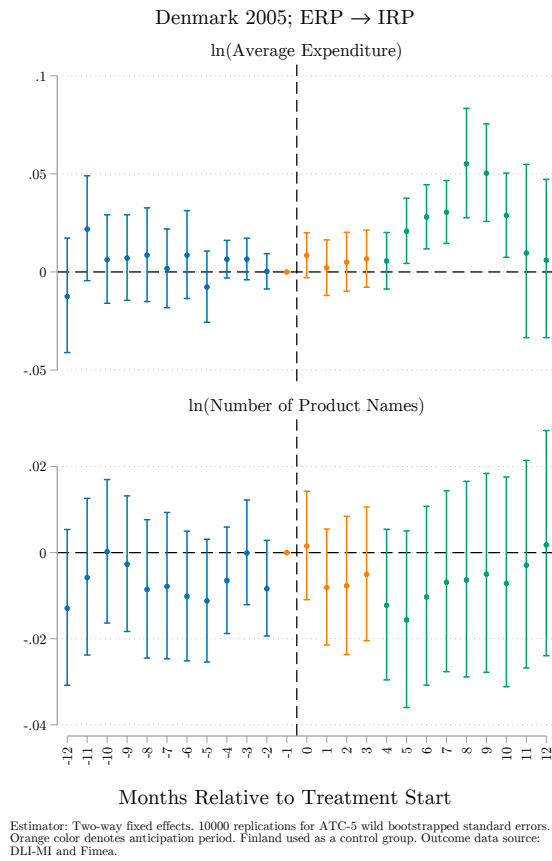 Denmark 2005; ERP → IRP
ln(Average Expenditure)
.1
.05
0
-.05
ln(Number of Product Names)
.02
0
-.02
-.04
-12 -11 -10 -9 -8 -7 -6 -5 -4 -3 -2 -1 0 1 2 3 4 5 6 7 8 9 10 11 12
Months Relative to Treatment Start
Estimator: Two-way fixed effects. 10000 replications for ATC-5 wild bootstrapped standard errors.
Orange color denotes anticipation period. Finland used as a control group. Outcome data source:
DLI-MI and Fimea.